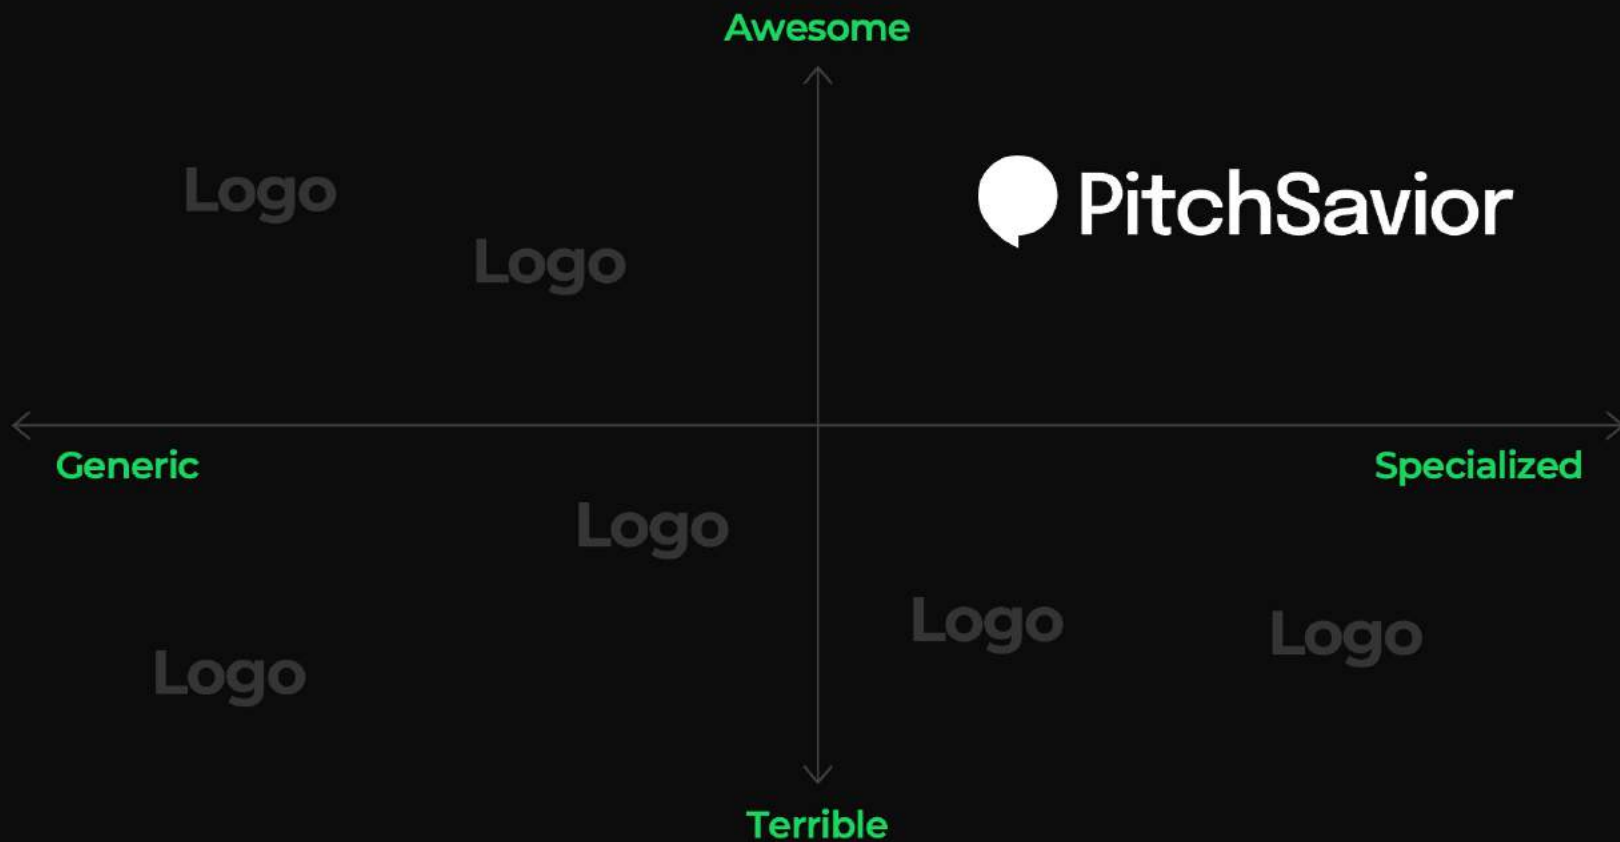 Awesome
Logo
PitchSavior
Logo
Generic
Specialized
Logo
Logo
Logo
Logo
Terrible